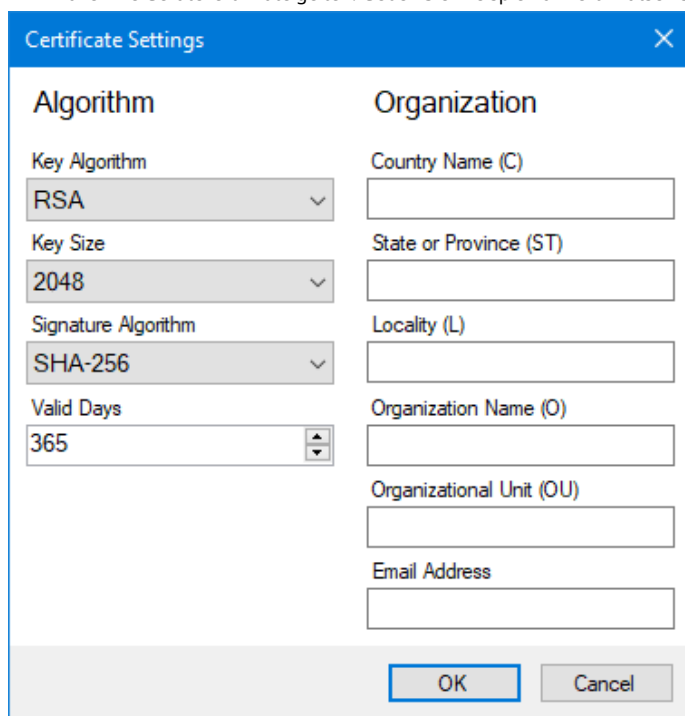 Certificate Settings
Algorithm
Key Algorithm
RSA
Key Size
2048
Signature Algorithm
SHA-256
Valid Days
365
Organization
Country Name (C)
State or Province (ST)
Locality (L)
Organization Name (O)
Organizational Unit (OU)
Email Address
OK
Cancel